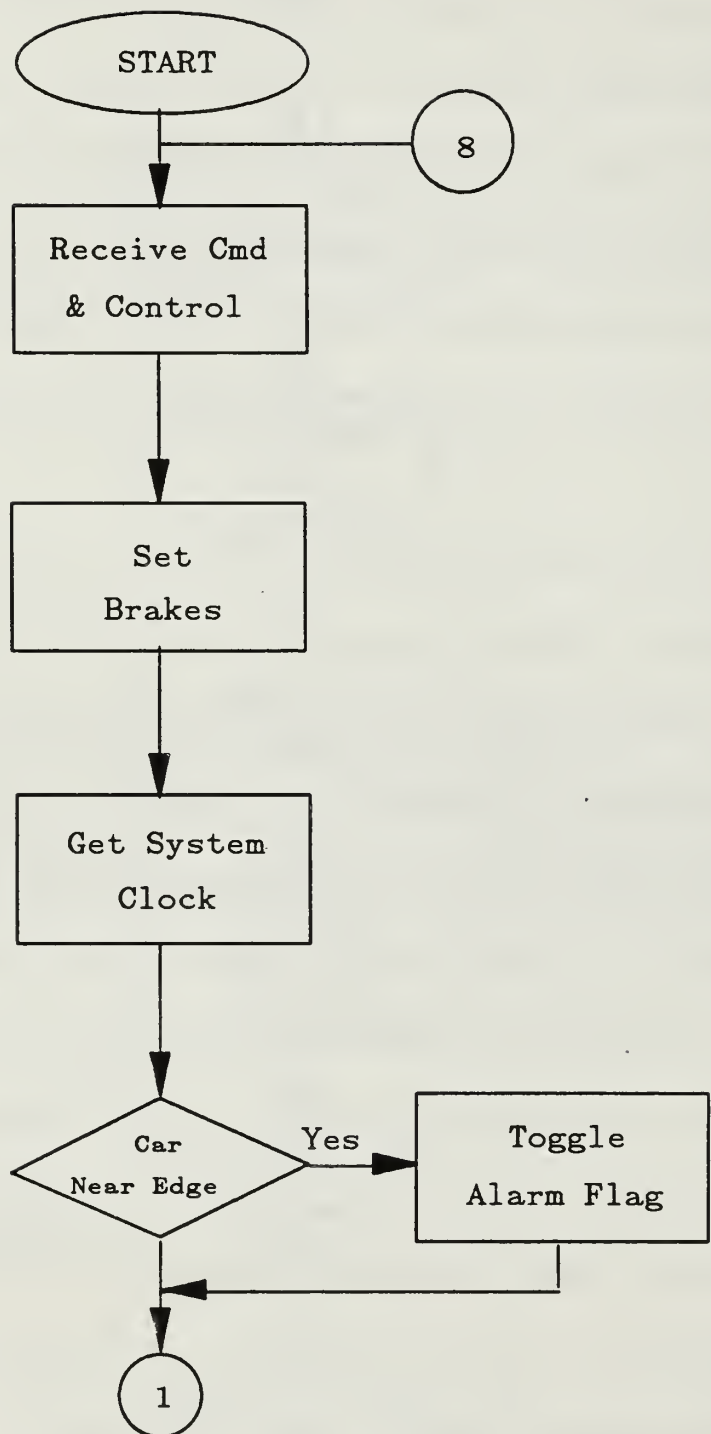 START
8
Receive Cmd
& Control
Set
Brakes
Get System
Clock
Car
Near Edge
Yes
Toggle
Alarm Flag
1